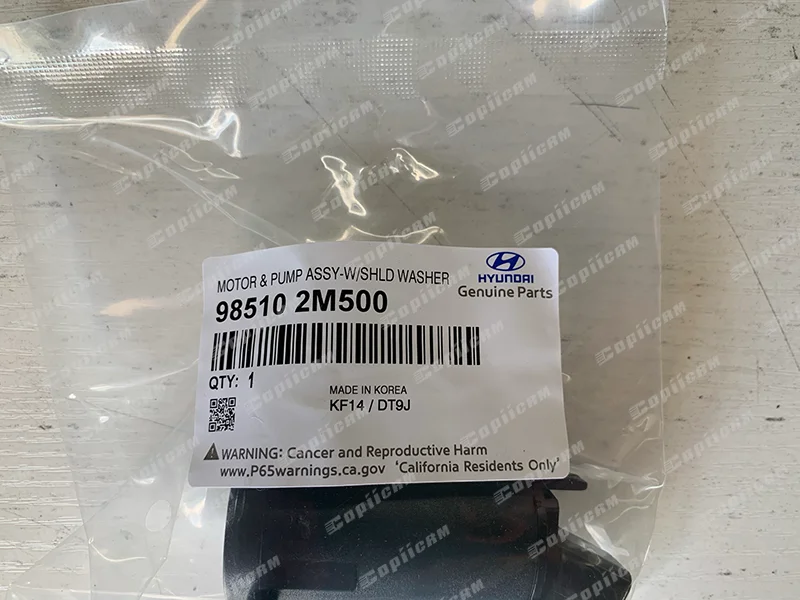 MOTOR & PUMP ASSY-W/SHLD WASHER
98510 2M500
HYUNDAI
Genuine Parts
QTY: 1
MADE IN KOREA
KF14 / DT9J
WARNING: Cancer and Reproductive Harm
www.P65warnings.ca.gov 'California Residents Only'
Copiicam